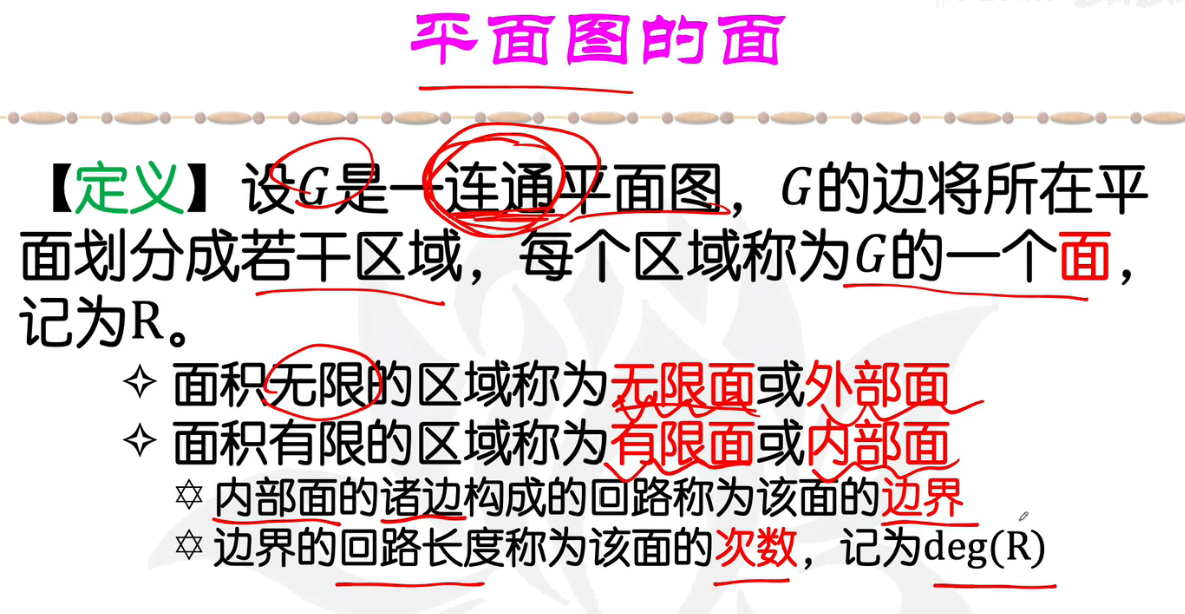 平面图的面
【定义】设G是一连通平面图，G的边将所在平
面划分成若干区域，每个区域称为G的一个面，
记为R。
✧ 面积无限的区域称为无限面或外部面
✧ 面积有限的区域称为有限面或内部面
✡ 内部面的诸边构成的回路称为该面的边界
✡ 边界的回路长度称为该面的次数，记为deg(R)